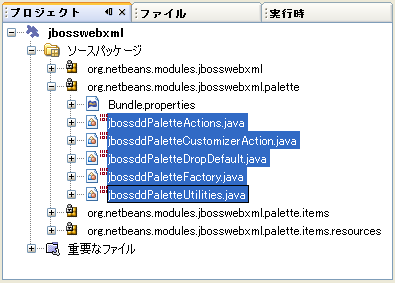 プロジェクト ファイル 実行時
jbosswebxml
ソースパッケージ
org.netbeans.modules.jbosswebxml
org.netbeans.modules.jbosswebxml.palette
Bundle.properties
jbossddPaletteActions.java
jbossddPaletteCustomizerAction.java
jbossddPaletteDropDefault.java
jbossddPaletteFactory.java
jbossddPaletteUtilities.java
org.netbeans.modules.jbosswebxml.palette.items
org.netbeans.modules.jbosswebxml.palette.items.resources
重要なファイル